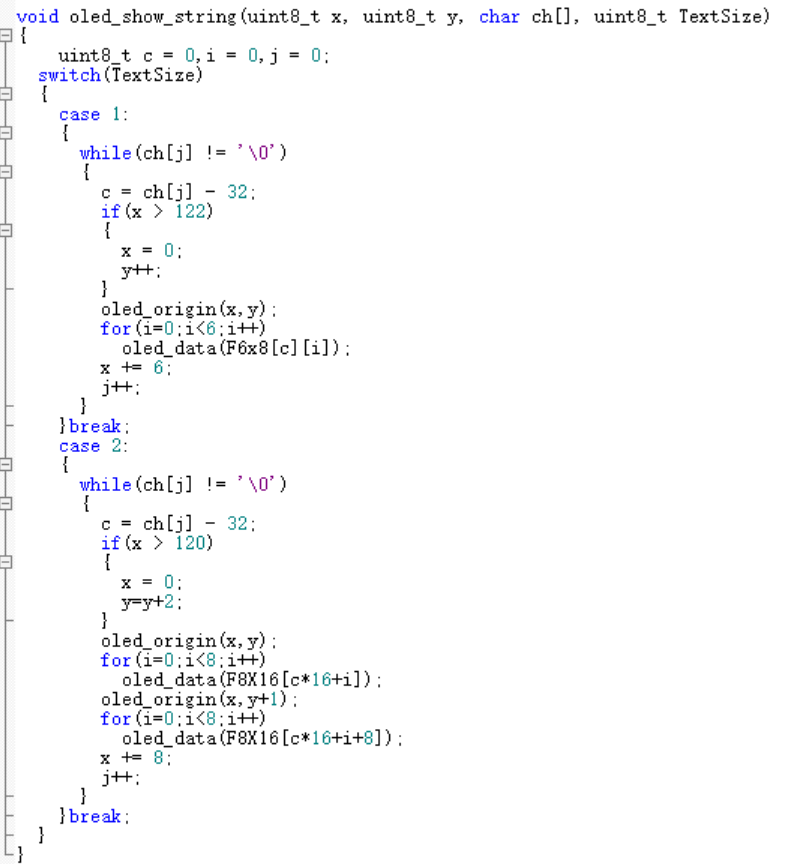 void oled_show_string(uint8_t x, uint8_t y, char ch[], uint8_t TextSize)
{
    uint8_t c = 0,i = 0,j = 0;
  switch(TextSize)
  {
    case 1:
    {
      while(ch[j] != '\0')
      {
        c = ch[j] - 32;
        if(x > 122)
        {
          x = 0;
          y++;
        }
        oled_origin(x,y);
        for(i=0;i<6;i++)
          oled_data(F6x8[c][i]);
        x += 6;
        j++;
      }
    }break;
    case 2:
    {
      while(ch[j] != '\0')
      {
        c = ch[j] - 32;
        if(x > 120)
        {
          x = 0;
          y=y+2;
        }
        oled_origin(x,y);
        for(i=0;i<8;i++)
          oled_data(F8X16[c*16+i]);
        oled_origin(x,y+1);
        for(i=0;i<8;i++)
          oled_data(F8X16[c*16+i+8]);
        x += 8;
        j++;
      }
    }break;
  }
}